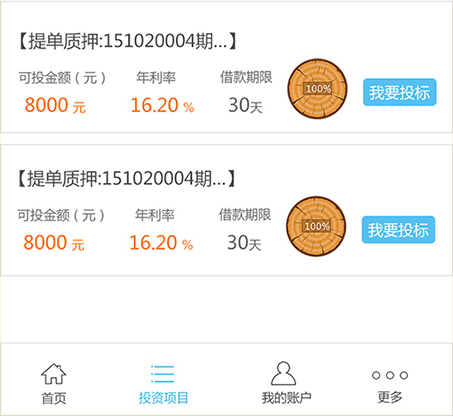 【提单质押:151020004期...】
可投金额（元） 年利率 借款期限
8000 元 16.20 % 30天 100% 我要投标
【提单质押:151020004期...】
可投金额（元） 年利率 借款期限
8000 元 16.20 % 30天 100% 我要投标
首页 投资项目 我的账户 更多